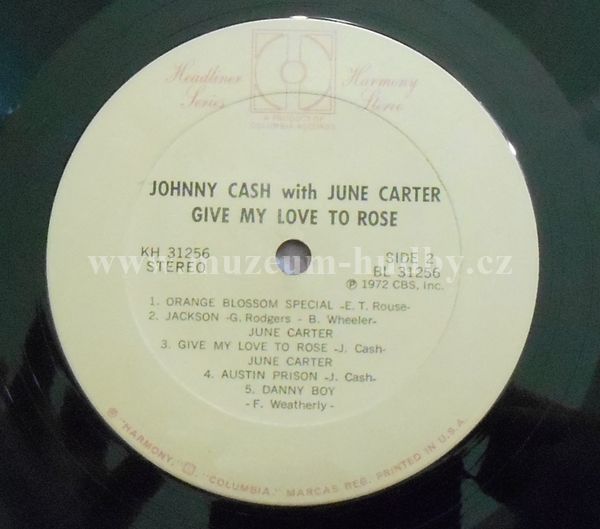 Headliner Series
Harmony Stereo
A PRODUCT OF
COLUMBIA RECORDS
JOHNNY CASH with JUNE CARTER
GIVE MY LOVE TO ROSE
KH 31256
STEREO
SIDE 2
BL 31256
℗ 1972 CBS, Inc.
www.muzeum-hudby.cz
1. ORANGE BLOSSOM SPECIAL -E. T. Rouse-
2. JACKSON -G. Rodgers - B. Wheeler-
JUNE CARTER
3. GIVE MY LOVE TO ROSE -J. Cash-
JUNE CARTER
4. AUSTIN PRISON -J. Cash-
5. DANNY BOY
- F. Weatherly -
® "HARMONY," "COLUMBIA," MARCAS REG. PRINTED IN U.S.A.